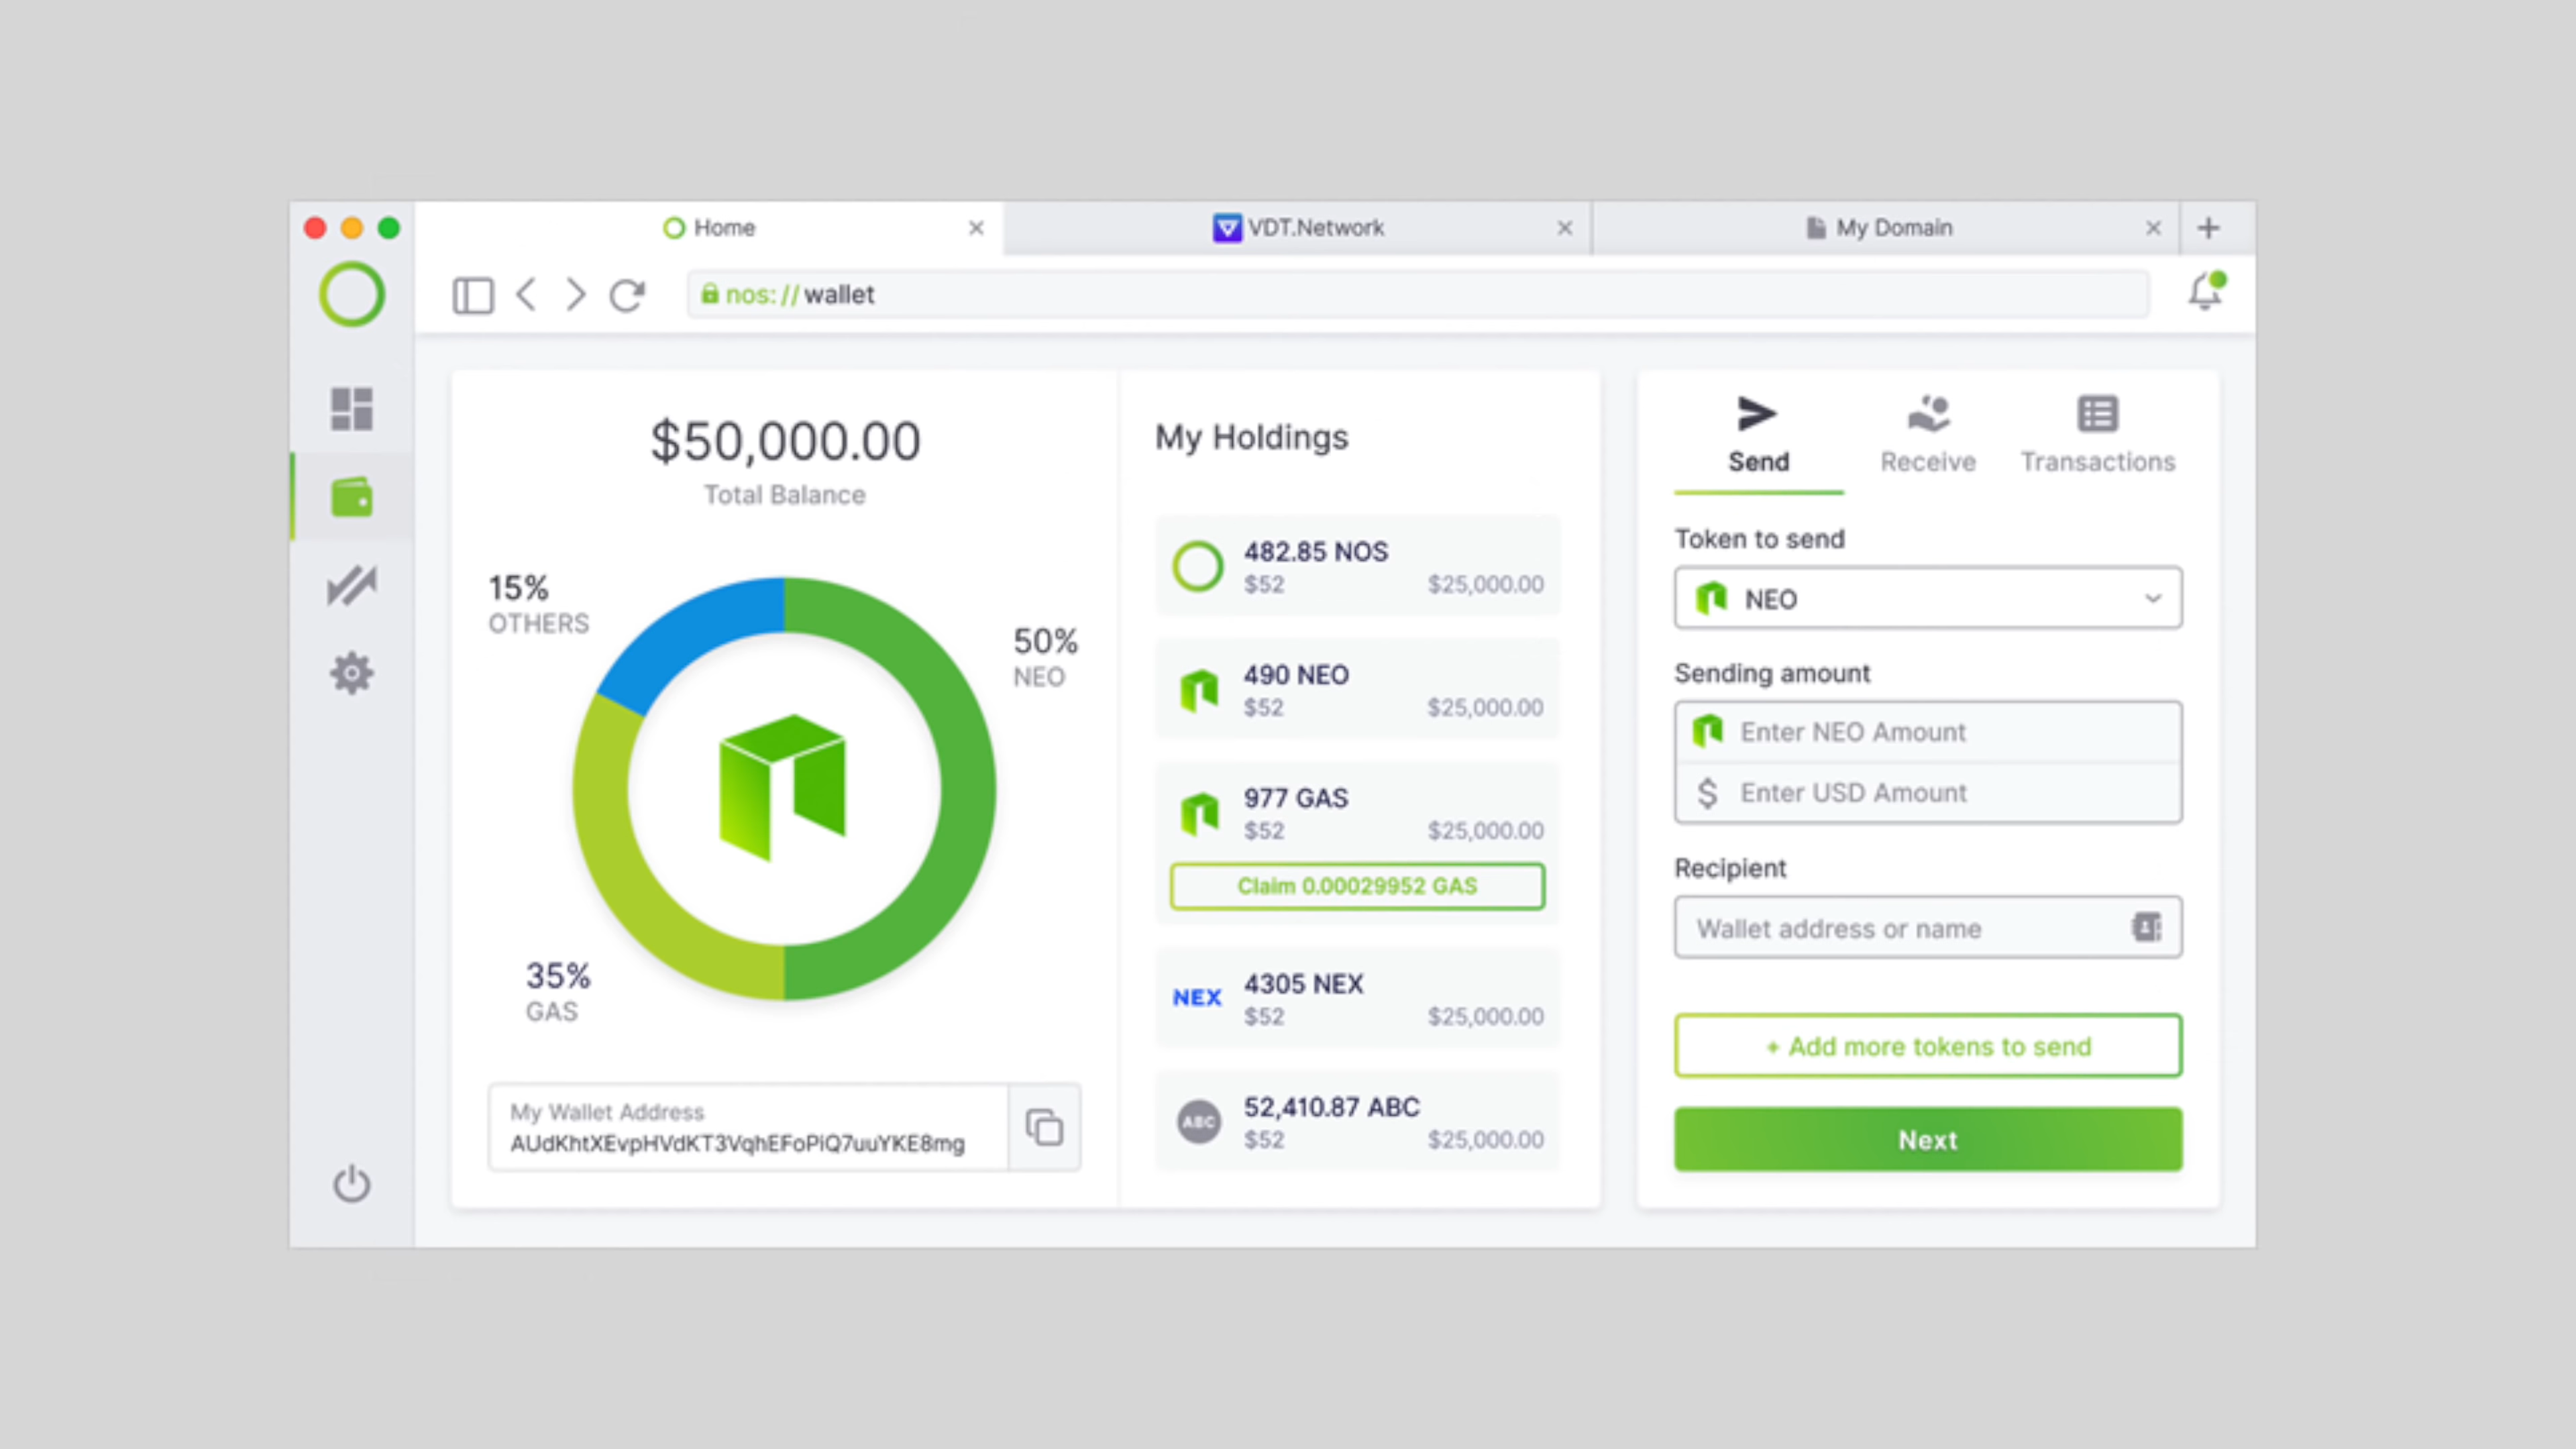 Home
VDT.Network
My Domain
nos://wallet
$50,000.00
Total Balance
15%
OTHERS
50%
NEO
35%
GAS
My Wallet Address
AUdKhtXEvpHVdKT3VqhEFoPiQ7uuYKE8mg
My Holdings
482.85 NOS
$52 $25,000.00
490 NEO
$52 $25,000.00
977 GAS
$52 $25,000.00
Claim 0.00029952 GAS
NEX
4305 NEX
$52 $25,000.00
ABC
52,410.87 ABC
$52 $25,000.00
Send
Receive
Transactions
Token to send
NEO
Sending amount
Enter NEO Amount
$ Enter USD Amount
Recipient
Wallet address or name
+ Add more tokens to send
Next